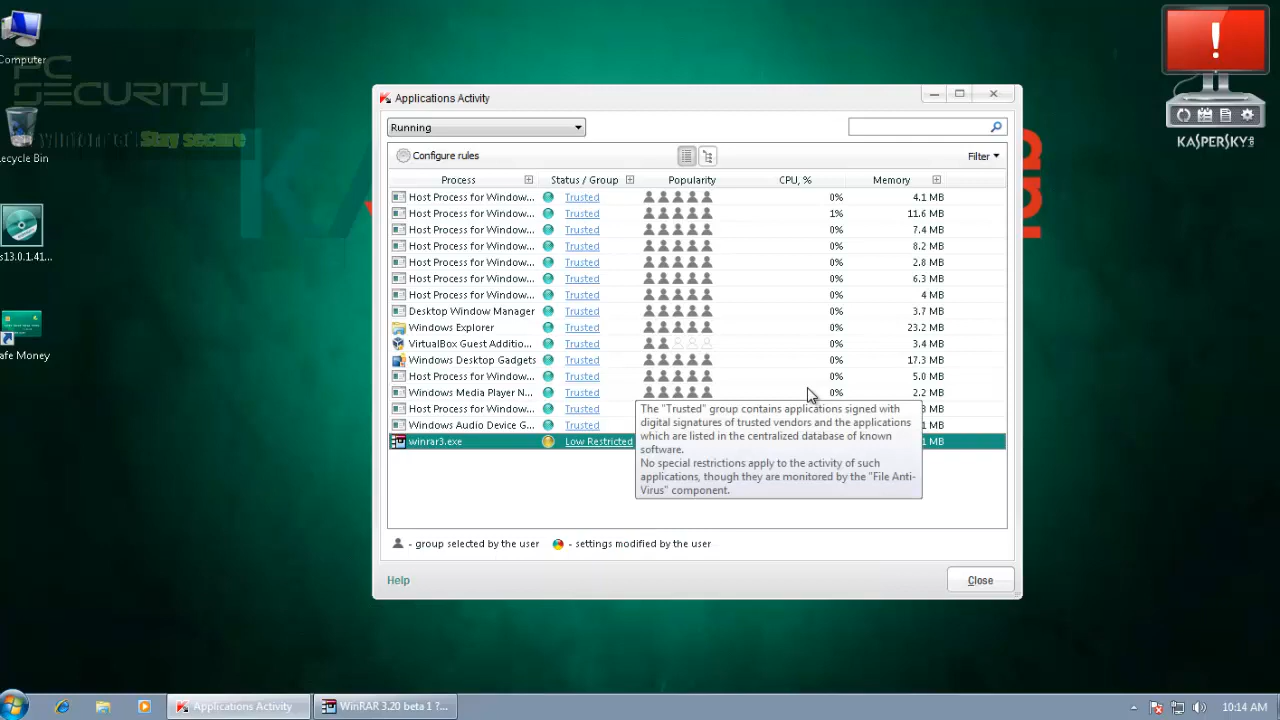 Computer
PC
SECURITY
Stay secure
ecycle Bin
s13.0.1.41...
afe Money
KASPERSKY
Applications Activity
Running
Configure rules
Filter
Process Status / Group Popularity CPU, % Memory
Host Process for Window... Trusted 0% 4.1 MB
Host Process for Window... Trusted 1% 11.6 MB
Host Process for Window... Trusted 0% 7.4 MB
Host Process for Window... Trusted 0% 8.2 MB
Host Process for Window... Trusted 0% 2.8 MB
Host Process for Window... Trusted 0% 6.3 MB
Host Process for Window... Trusted 0% 4 MB
Desktop Window Manager Trusted 0% 3.7 MB
Windows Explorer Trusted 0% 23.2 MB
VirtualBox Guest Additio... Trusted 0% 3.4 MB
Windows Desktop Gadgets Trusted 0% 17.3 MB
Host Process for Window... Trusted 0% 5.0 MB
Windows Media Player N... Trusted 0% 2.2 MB
Host Process for Window... Trusted MB
Windows Audio Device G... Trusted MB
winrar3.exe Low Restricted MB
The "Trusted" group contains applications signed with
digital signatures of trusted vendors and the applications
which are listed in the centralized database of known
software.
No special restrictions apply to the activity of such
applications, though they are monitored by the "File Anti-
Virus" component.
- group selected by the user - settings modified by the user
Help
Close
Applications Activity
WinRAR 3.20 beta 1 ?...
10:14 AM